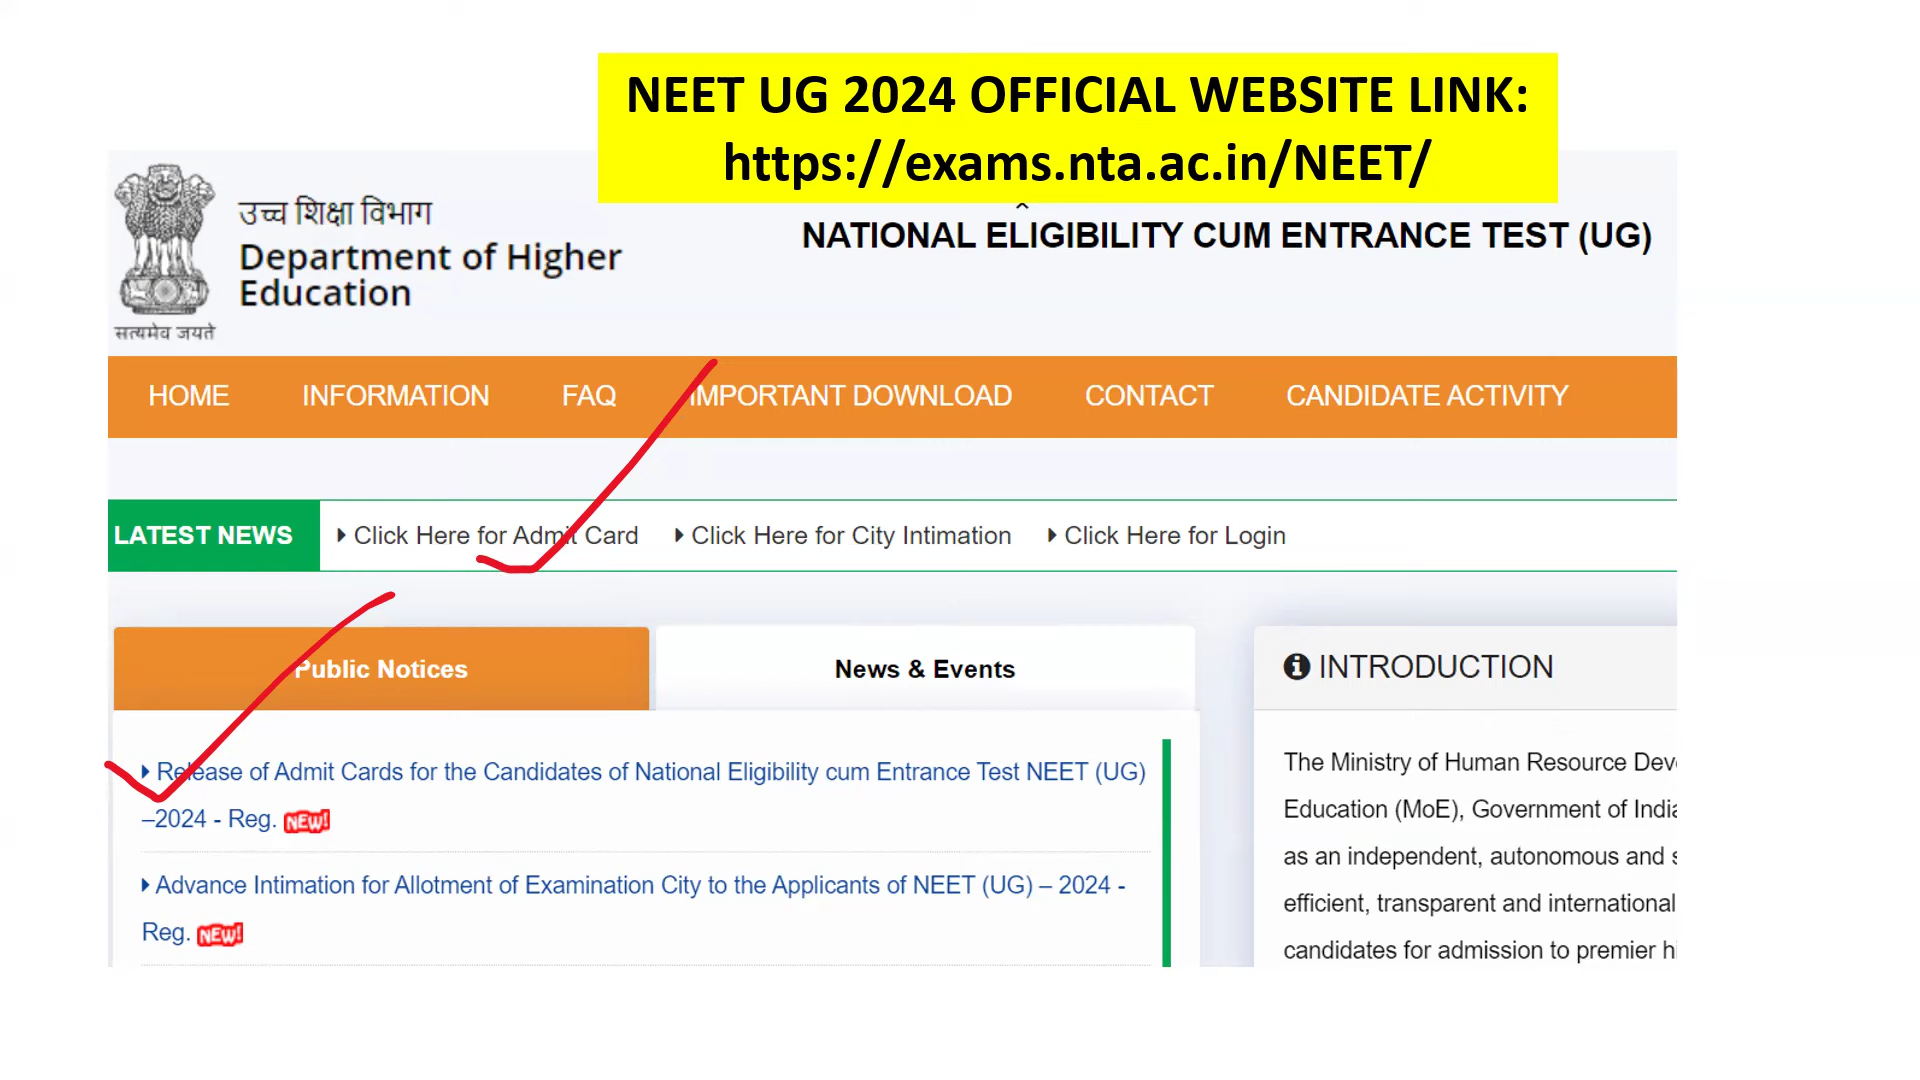 NEET UG 2024 OFFICIAL WEBSITE LINK:
https://exams.nta.ac.in/NEET/
उच्च शिक्षा विभाग
Department of Higher
Education
सत्यमेव जयते
NATIONAL ELIGIBILITY CUM ENTRANCE TEST (UG)
HOME INFORMATION FAQ IMPORTANT DOWNLOAD CONTACT CANDIDATE ACTIVITY
LATEST NEWS Click Here for Admit Card Click Here for City Intimation Click Here for Login
Public Notices News & Events
Release of Admit Cards for the Candidates of National Eligibility cum Entrance Test NEET (UG)
–2024 - Reg. NEW!
Advance Intimation for Allotment of Examination City to the Applicants of NEET (UG) – 2024 -
Reg. NEW!
INTRODUCTION
The Ministry of Human Resource Dev
Education (MoE), Government of India
as an independent, autonomous and s
efficient, transparent and international
candidates for admission to premier hi